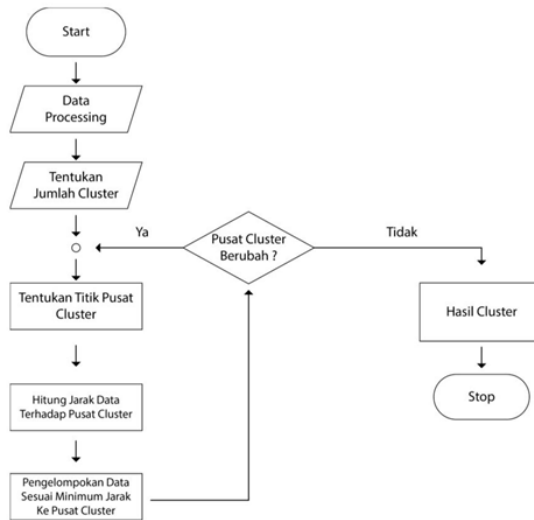 Start
Data
Processing
Tentukan
Jumlah Cluster
Ya
Pusat Cluster
Berubah ?
Tidak
Tentukan Titik Pusat
Cluster
Hasil Cluster
Hitung Jarak Data
Terhadap Pusat Cluster
Stop
Pengelompokan Data
Sesuai Minimum Jarak
Ke Pusat Cluster